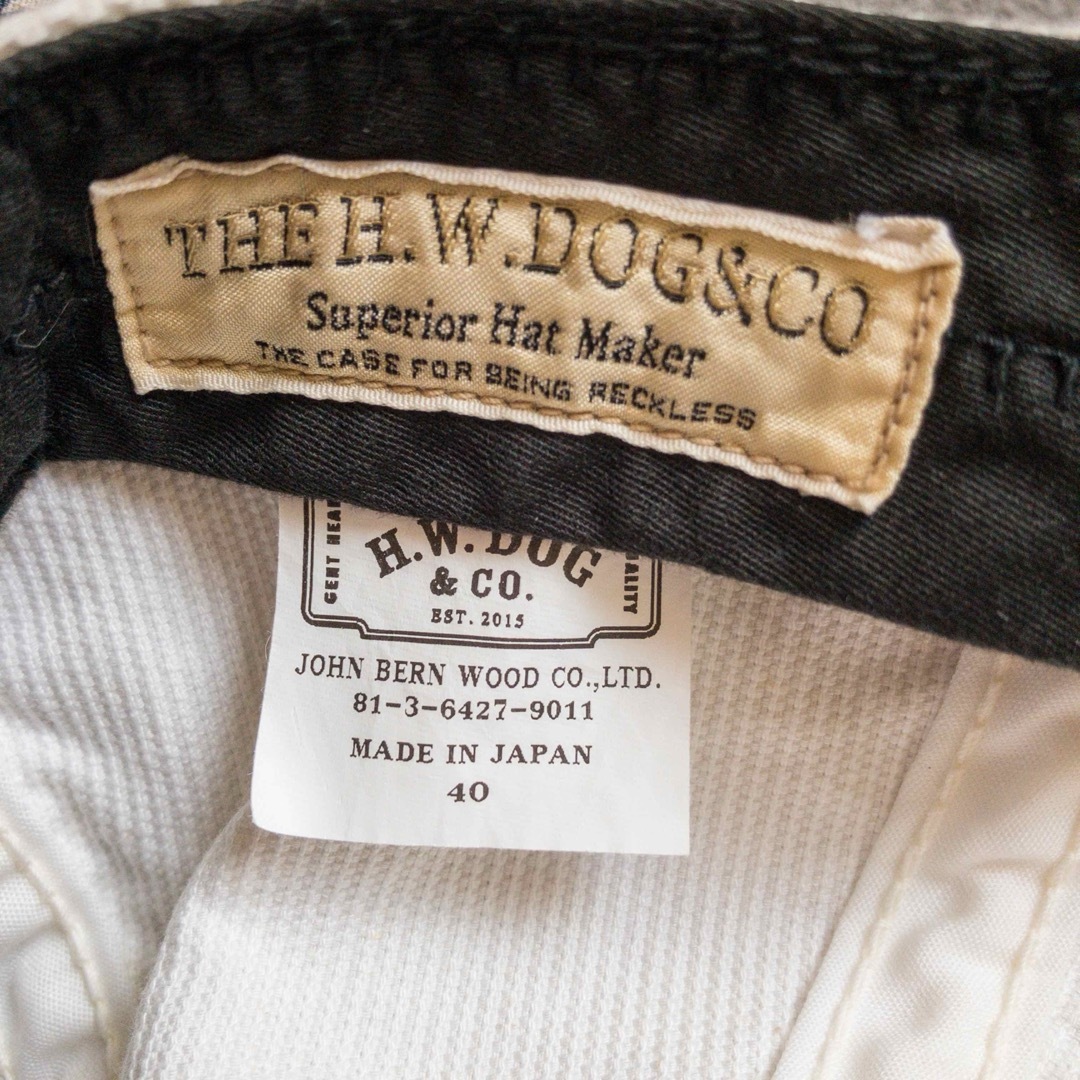 THE H.W.DOG&CO
Superior Hat Maker
THE CASE FOR BEING RECKLESS
GENT
H.W. DOG
& CO.
EST. 2015
JOHN BERN WOOD CO.,LTD.
81-3-6427-9011
MADE IN JAPAN
40